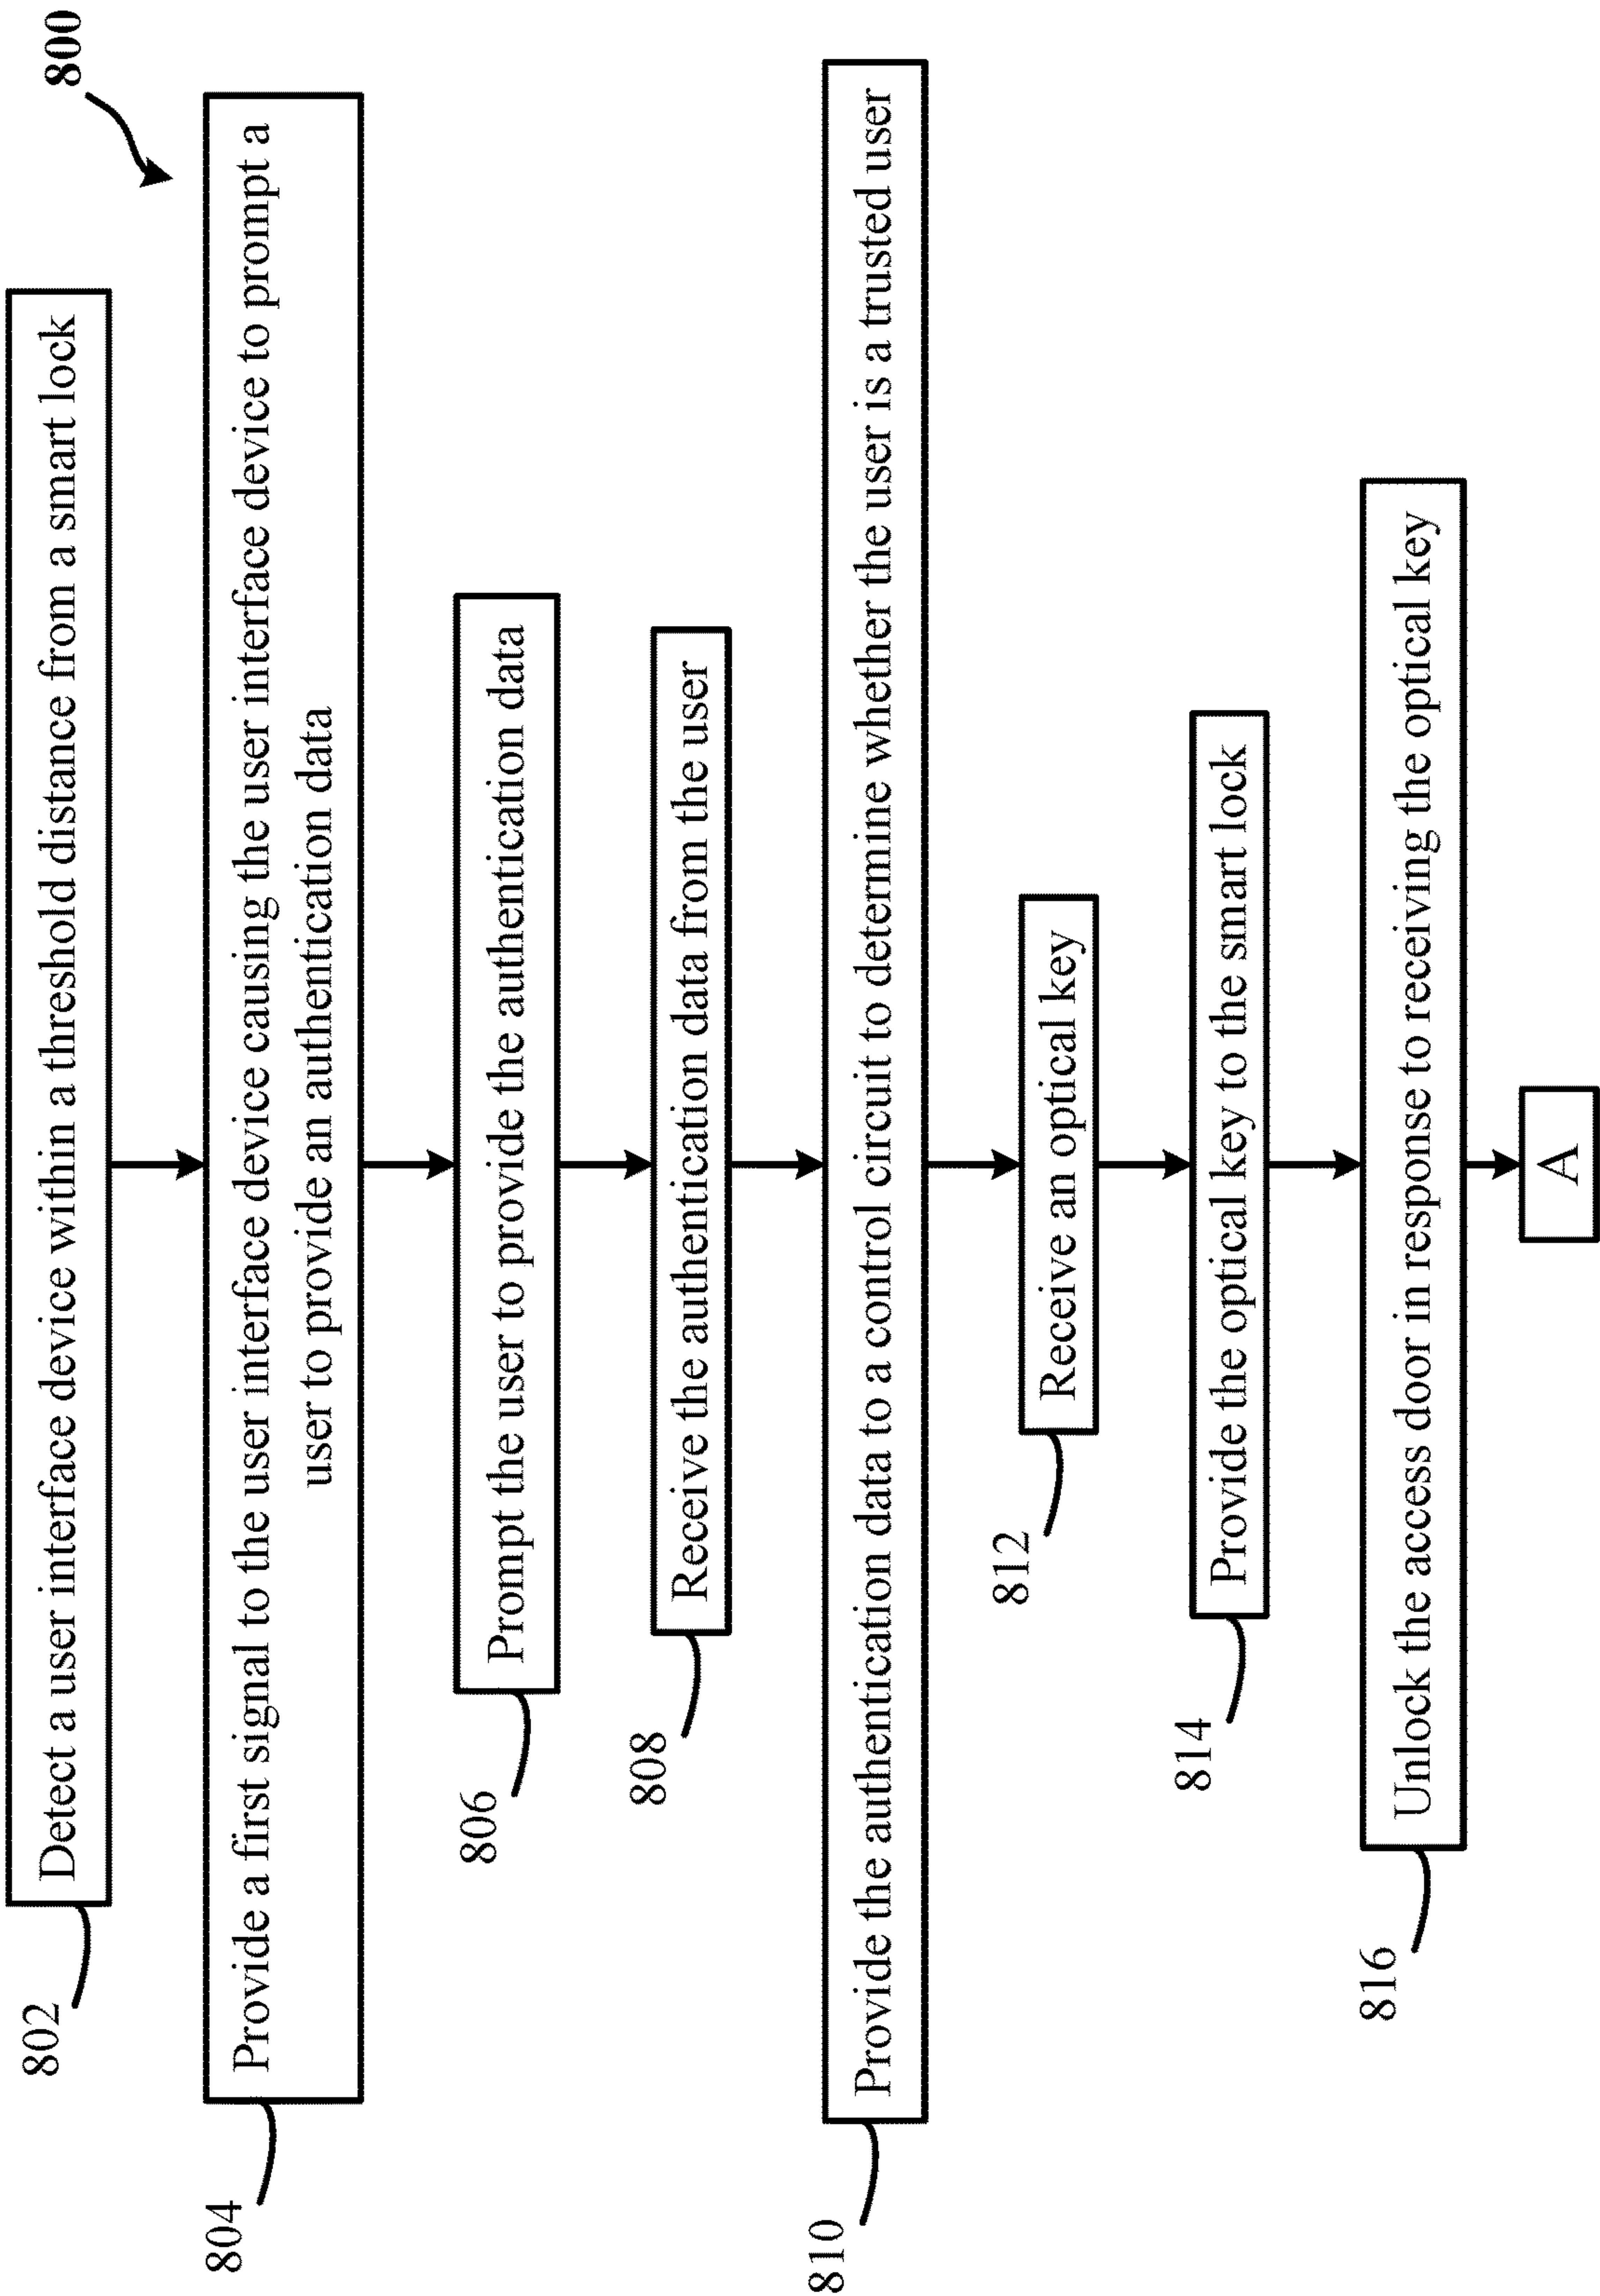 800
802
Detect a user interface device within a threshold distance from a smart lock
804
Provide a first signal to the user interface device causing the user interface device to prompt a
user to provide an authentication data
806
Prompt the user to provide the authentication data
808
Receive the authentication data from the user
810
Provide the authentication data to a control circuit to determine whether the user is a trusted user
812
Receive an optical key
814
Provide the optical key to the smart lock
816
Unlock the access door in response to receiving the optical key
A